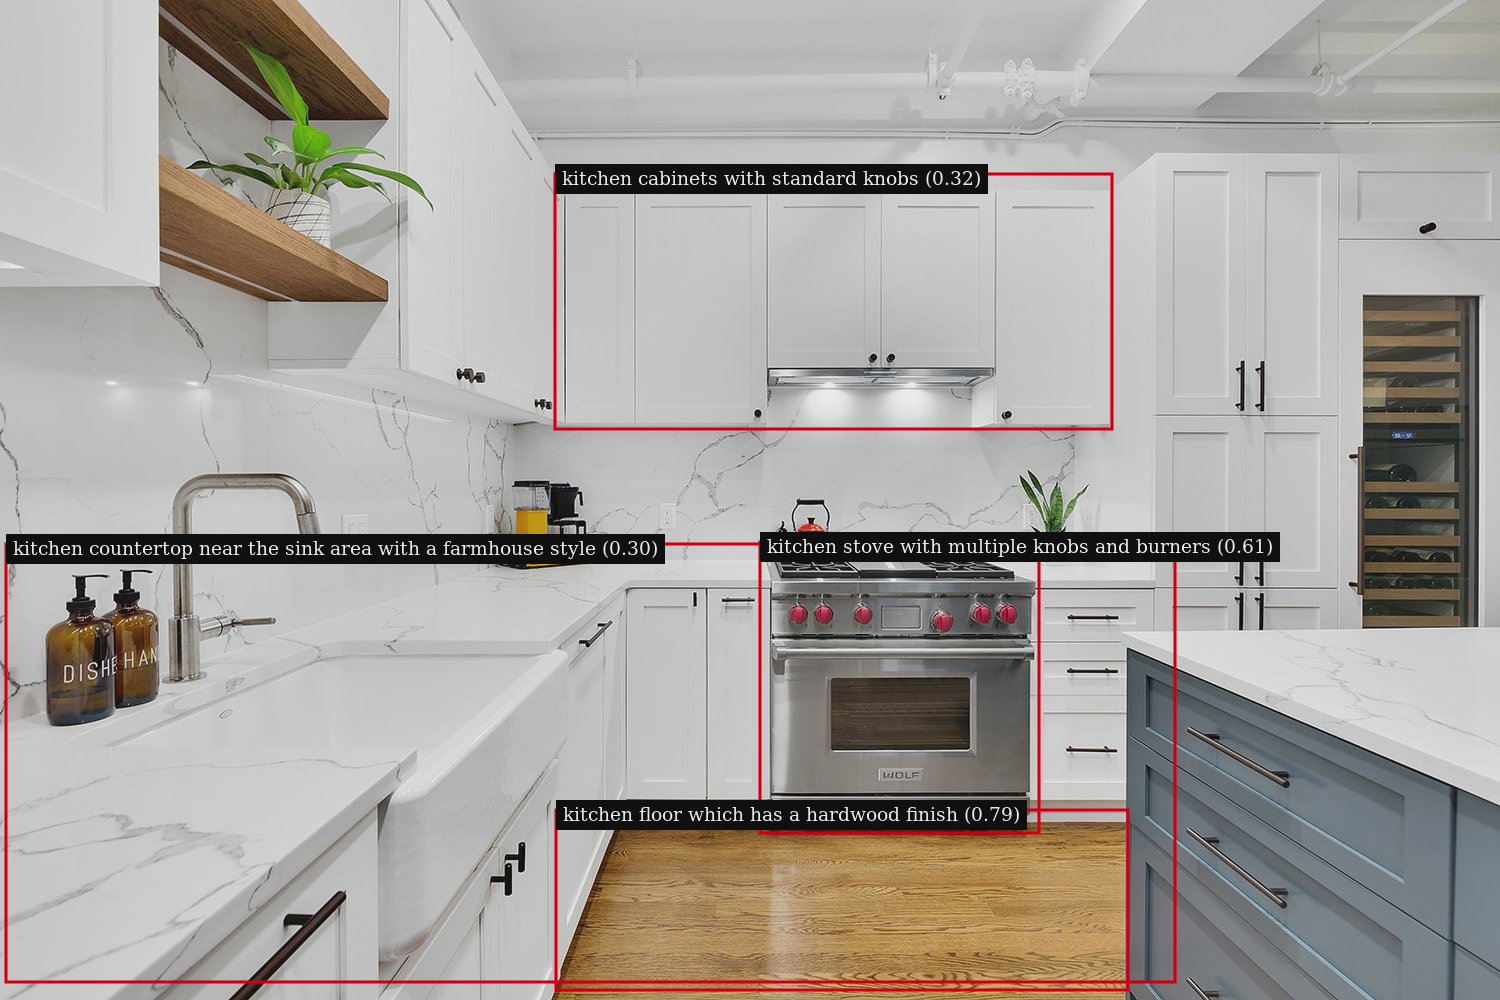 kitchen cabinets with standard knobs (0.32)
kitchen countertop near the sink area with a farmhouse style (0.30)
kitchen stove with multiple knobs and burners (0.61)
DISHE
HAN
WOLF
kitchen floor which has a hardwood finish (0.79)